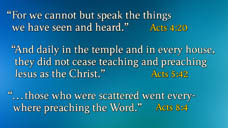 “For we cannot but speak the things
we have seen and heard.” Acts 4:20
“And daily in the temple and in every house,
they did not cease teaching and preaching
Jesus as the Christ.” Acts 5:42
“…those who were scattered went every-
where preaching the Word.” Acts 8:4